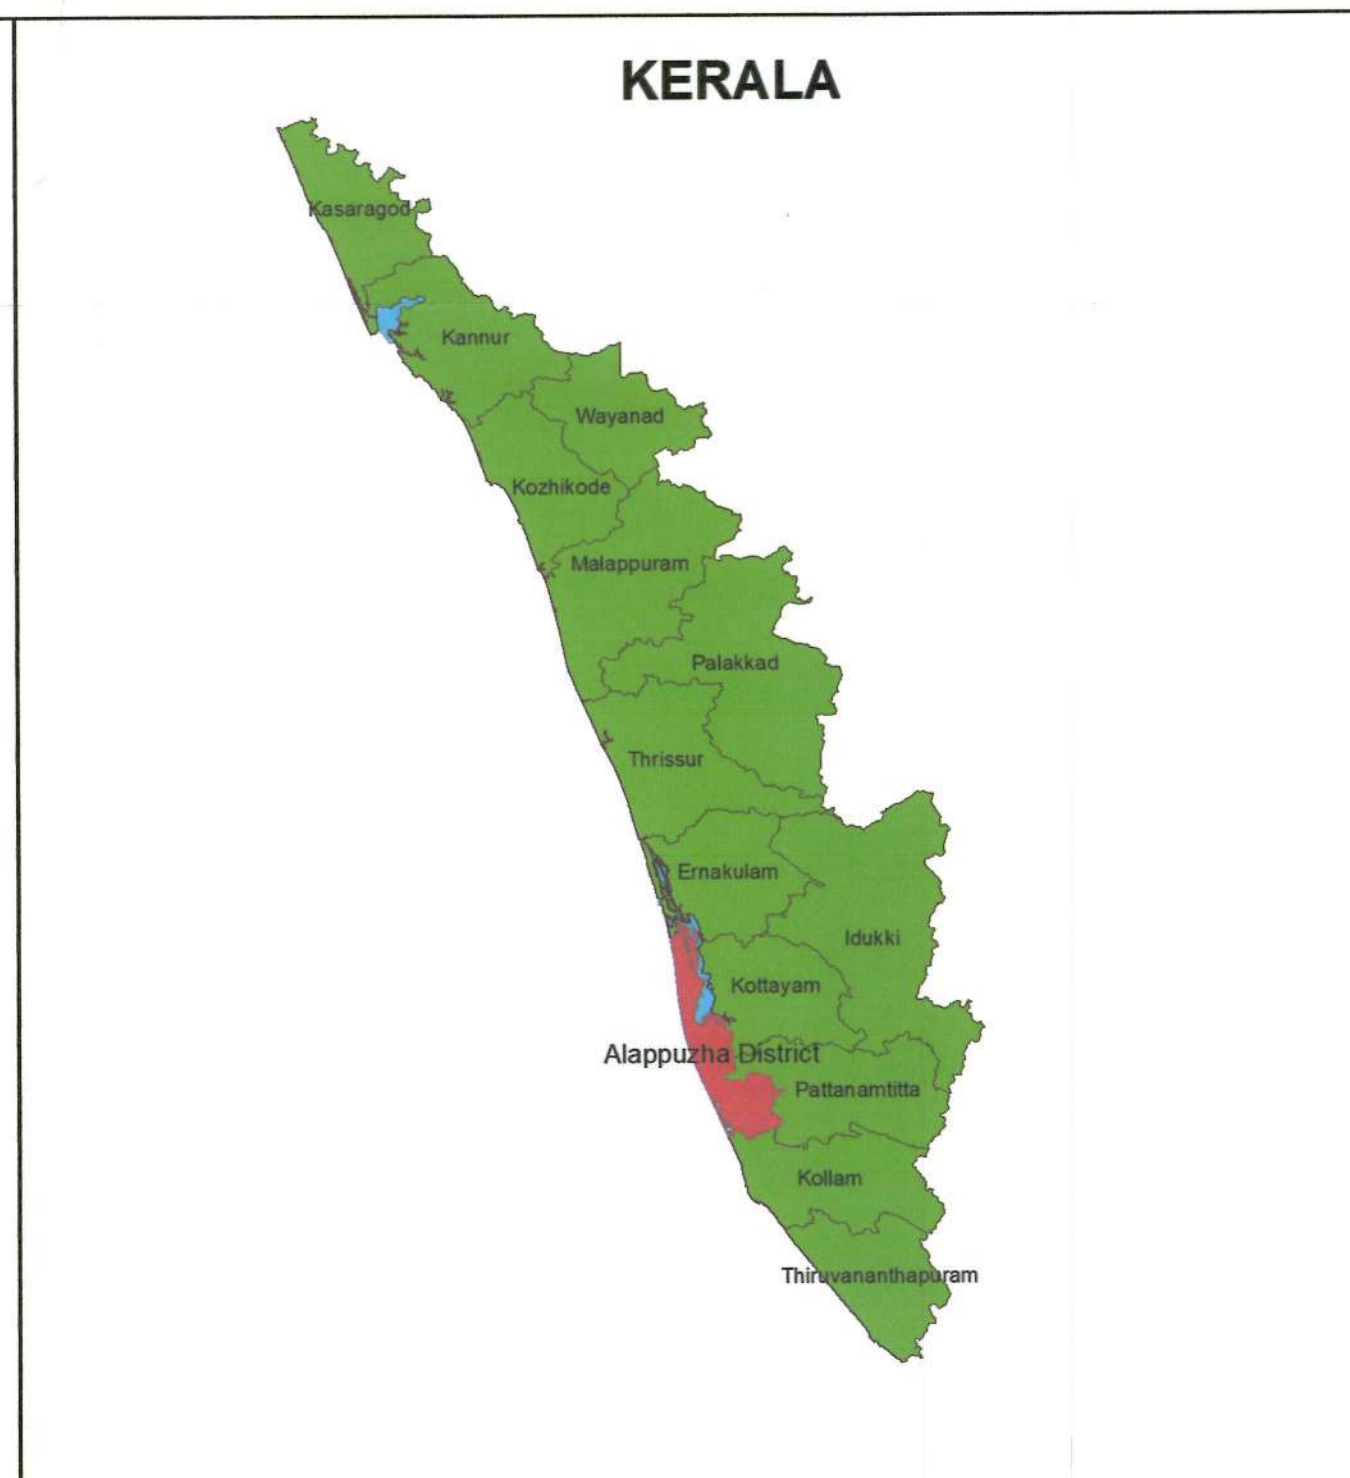 KERALA
Kasaragod
Kannur
Wayanad
Kozhikode
Malappuram
Palakkad
Thrissur
Ernakulam
Idukki
Kottayam
Alappuzha District
Pattanamtitta
Kollam
Thiruvananthapuram